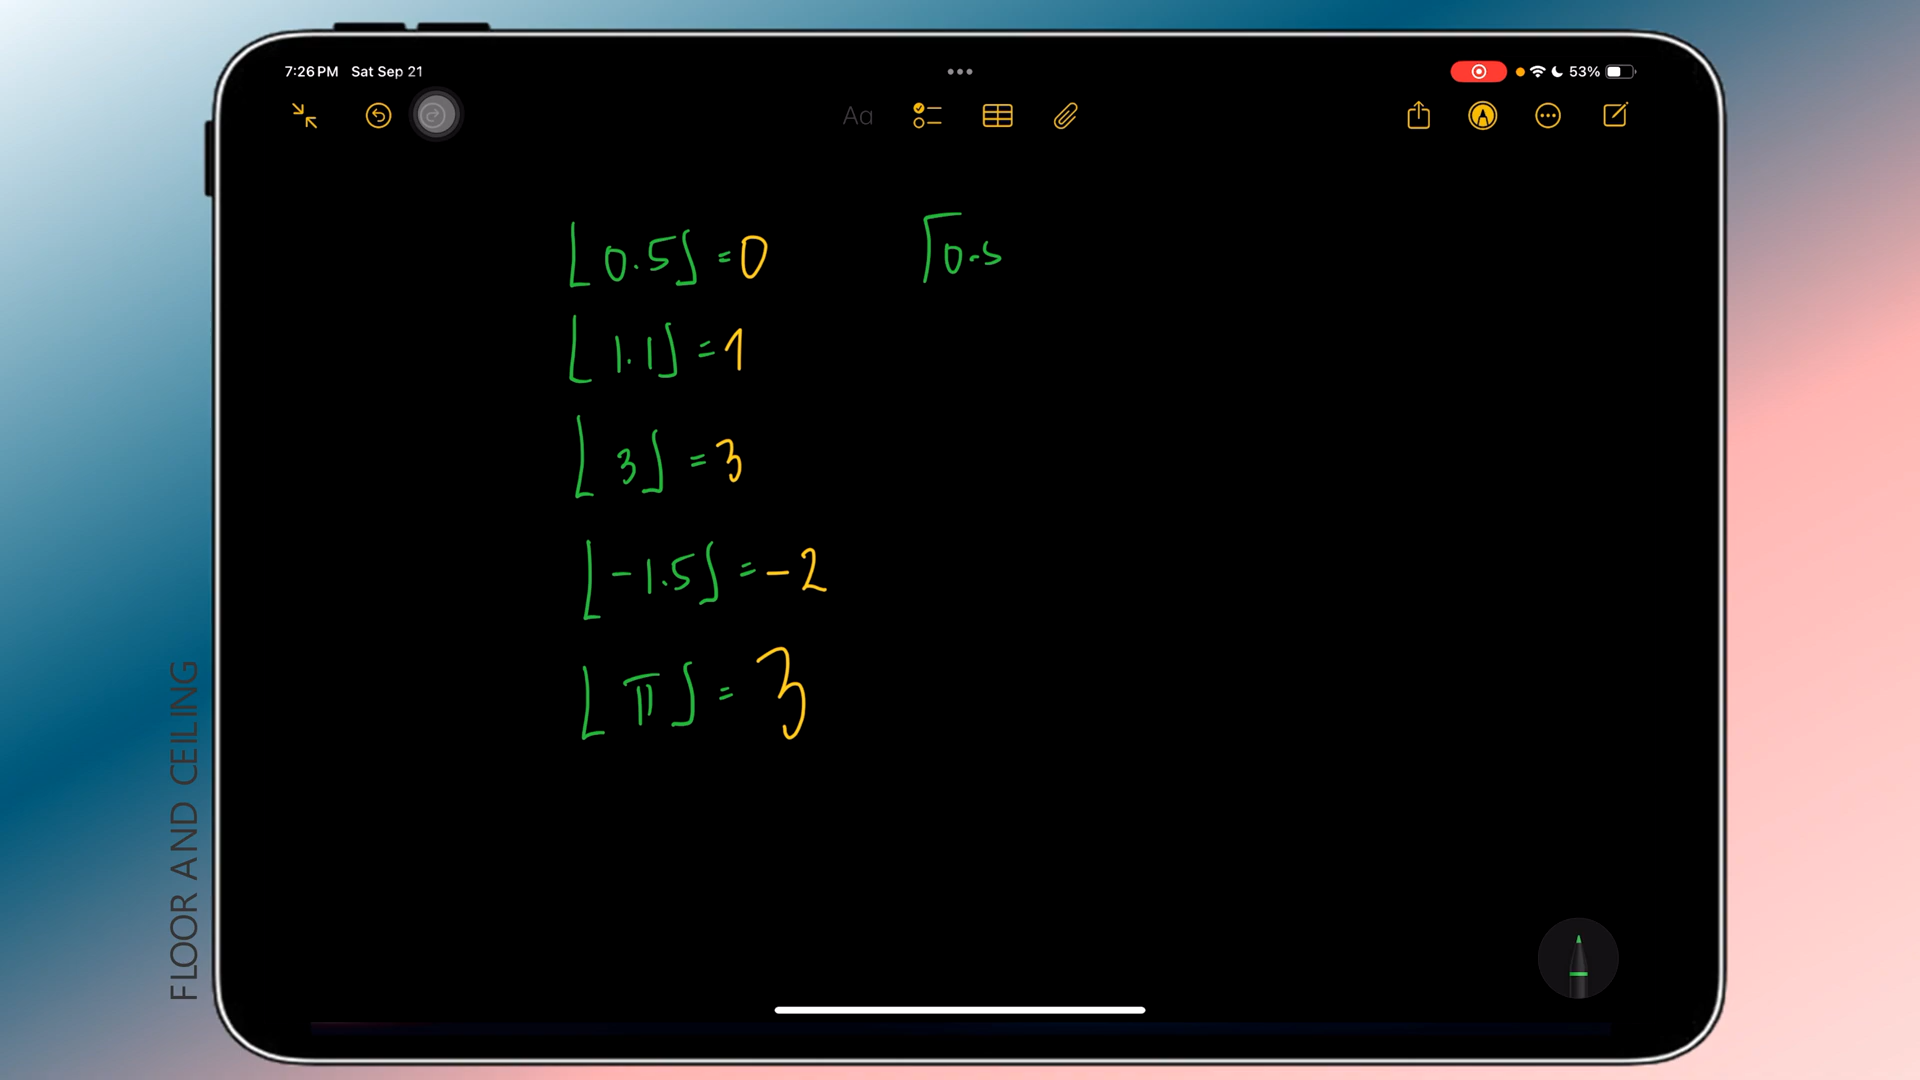 7:26 PM Sat Sep 21
53%
Aa
⌊0.5⌋ = 0
⌈0.5
⌊1.1⌋ = 1
⌊3⌋ = 3
⌊-1.5⌋ = -2
⌊π⌋ = 3
FLOOR AND CEILING